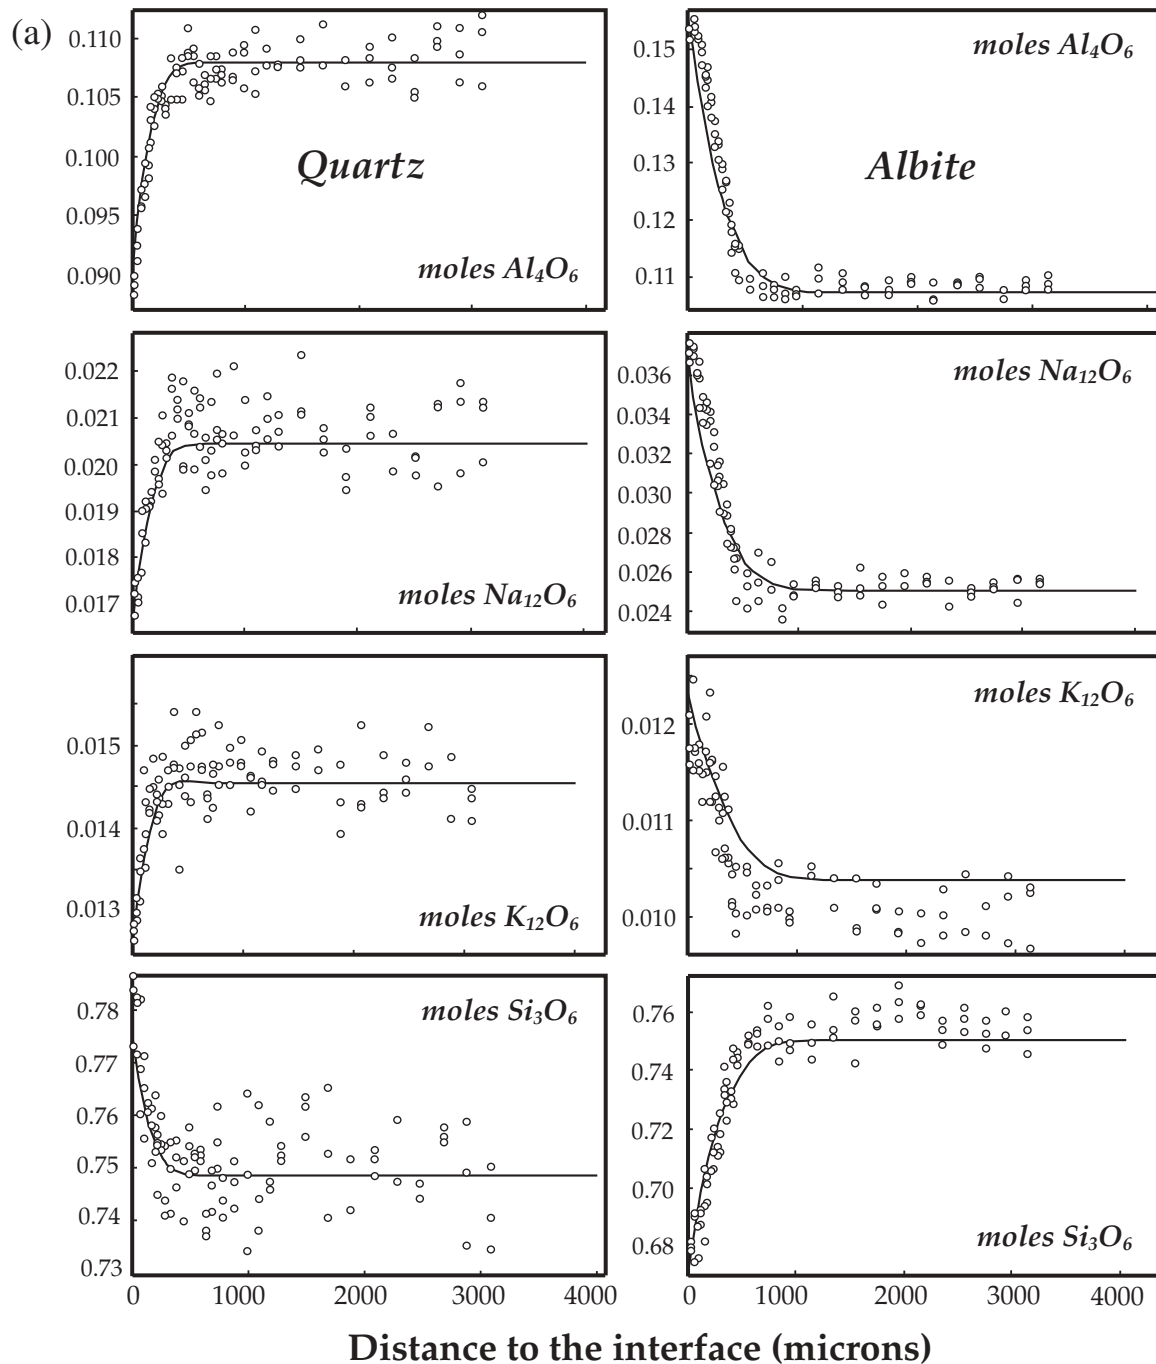 (a)
0.110
0.105
0.100
0.095
0.090
Quartz
moles Al₄O₆
0.15
0.14
0.13
0.12
0.11
moles Al₄O₆
Albite
0.022
0.021
0.020
0.019
0.018
0.017
moles Na₁₂O₆
0.036
0.034
0.032
0.030
0.028
0.026
0.024
moles Na₁₂O₆
0.015
0.014
0.013
moles K₁₂O₆
0.012
0.011
0.010
moles K₁₂O₆
0.78
0.77
0.76
0.75
0.74
0.73
moles Si₃O₆
0.76
0.74
0.72
0.70
0.68
moles Si₃O₆
0 1000 2000 3000 4000
0 1000 2000 3000 4000
Distance to the interface (microns)